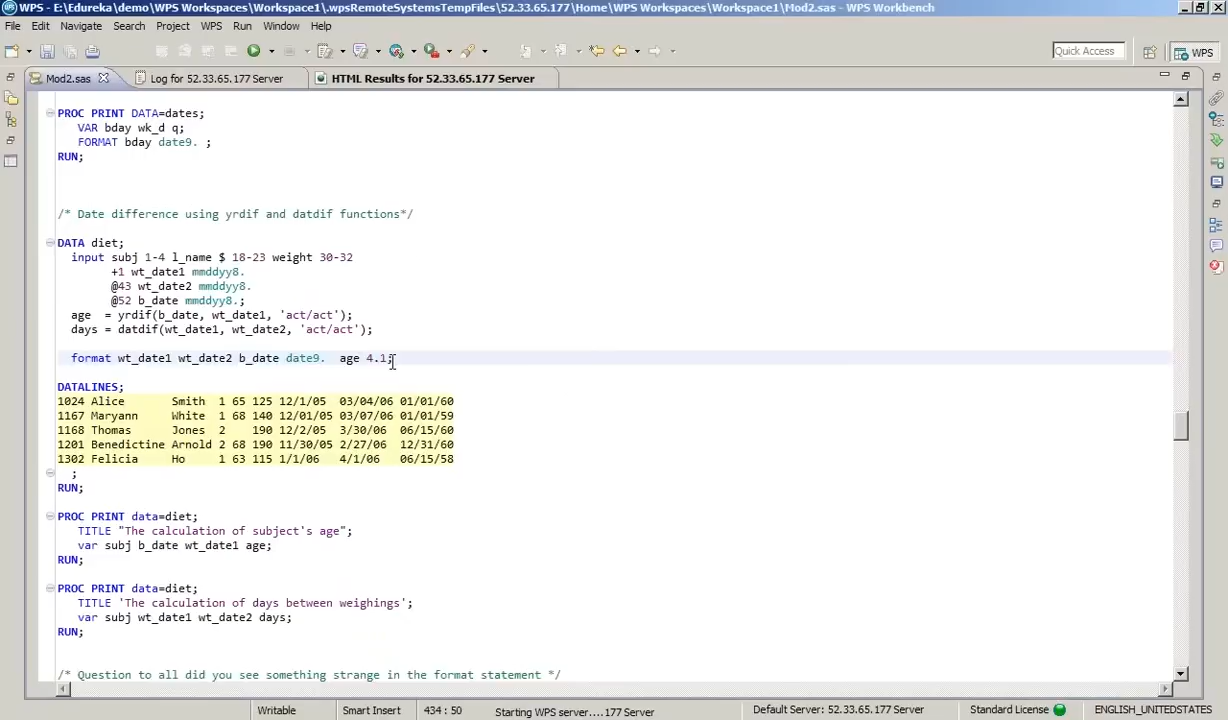 WPS - E:\Edureka\demo\WPS Workspaces\Workspace1\.wpsRemoteSystemsTempFiles\52.33.65.177\Home\WPS Workspaces\Workspace1\Mod2.sas - WPS Workbench
File Edit Navigate Search Project WPS Run Window Help
Quick Access
WPS
Mod2.sas
Log for 52.33.65.177 Server
HTML Results for 52.33.65.177 Server
PROC PRINT DATA=dates;
VAR bday wk_d q;
FORMAT bday date9. ;
RUN;
/* Date difference using yrdif and datdif functions*/
DATA diet;
input subj 1-4 l_name $ 18-23 weight 30-32
+1 wt_date1 mmddyy8.
@43 wt_date2 mmddyy8.
@52 b_date mmddyy8.;
age  = yrdif(b_date, wt_date1, 'act/act');
days = datdif(wt_date1, wt_date2, 'act/act');
format wt_date1 wt_date2 b_date date9.  age 4.1;
DATALINES;
1024 Alice       Smith  1 65 125 12/1/05  03/04/06 01/01/60
1167 Maryann     White  1 68 140 12/01/05 03/07/06 01/01/59
1168 Thomas      Jones  2    190 12/2/05  3/30/06  06/15/60
1201 Benedictine Arnold 2 68 190 11/30/05 2/27/06  12/31/60
1302 Felicia     Ho     1 63 115 1/1/06   4/1/06   06/15/58
;
RUN;
PROC PRINT data=diet;
TITLE "The calculation of subject's age";
var subj b_date wt_date1 age;
RUN;
PROC PRINT data=diet;
TITLE 'The calculation of days between weighings';
var subj wt_date1 wt_date2 days;
RUN;
/* Question to all did you see something strange in the format statement */
Writable
Smart Insert
434 : 50
Starting WPS server....177 Server
Default Server: 52.33.65.177 Server
Standard License
ENGLISH_UNITEDSTATES